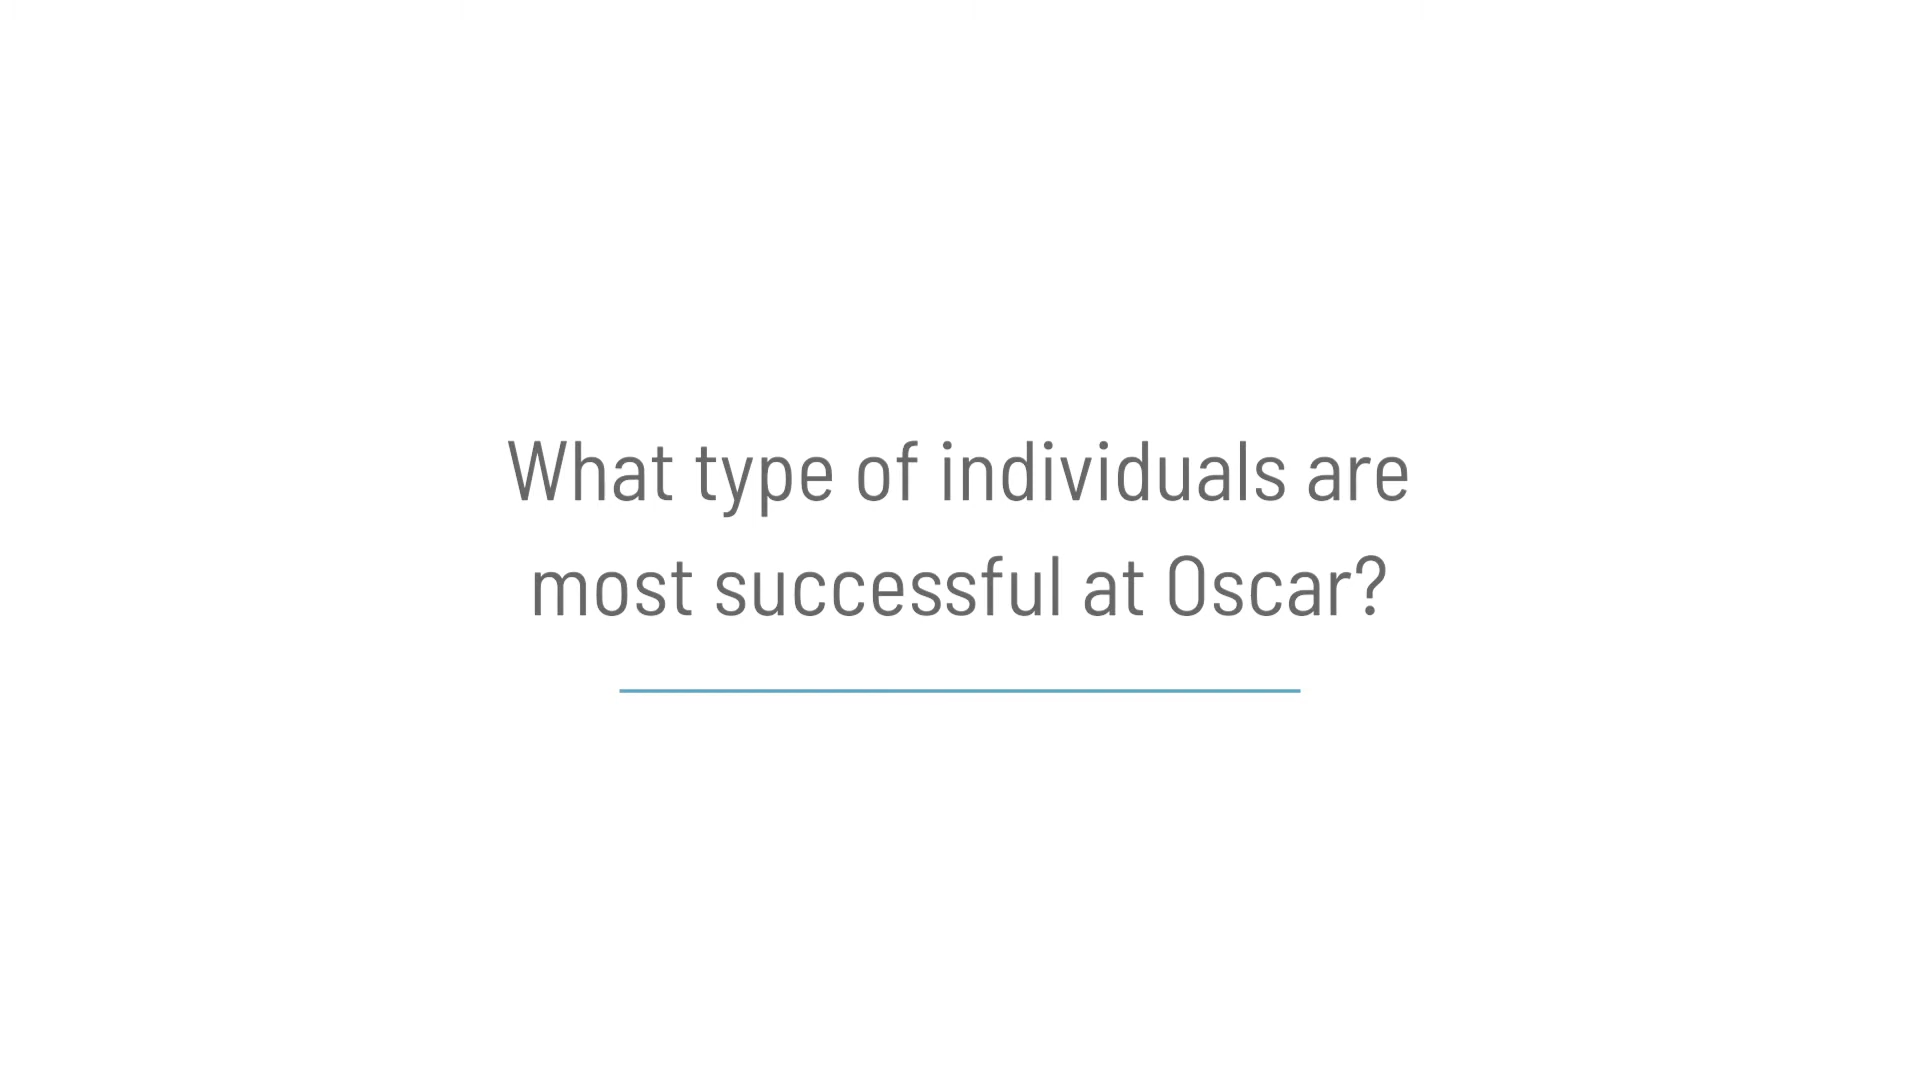 What type of individuals are
most successful at Oscar?